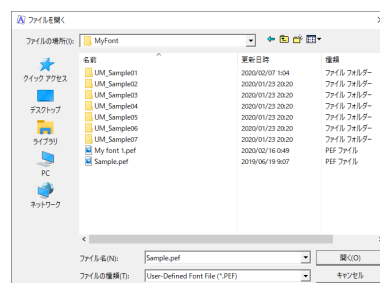 ファイルを開く
ファイルの場所(I): MyFont
名前 更新日時 種類
UM_Sample01 2020/02/07 1:04 ファイル フォルダー
UM_Sample02 2020/01/23 20:20 ファイル フォルダー
UM_Sample03 2020/01/23 20:20 ファイル フォルダー
UM_Sample04 2020/01/23 20:20 ファイル フォルダー
UM_Sample05 2020/01/23 20:20 ファイル フォルダー
UM_Sample06 2020/01/23 20:20 ファイル フォルダー
UM_Sample07 2020/01/23 20:20 ファイル フォルダー
My font 1.pef 2020/02/16 0:49 PEF ファイル
Sample.pef 2019/06/19 9:07 PEF ファイル
クイック アクセス
デスクトップ
ライブラリ
PC
ネットワーク
ファイル名(N): Sample.pef 開く(O)
ファイルの種類(T): User-Defined Font File (*.PEF) キャンセル